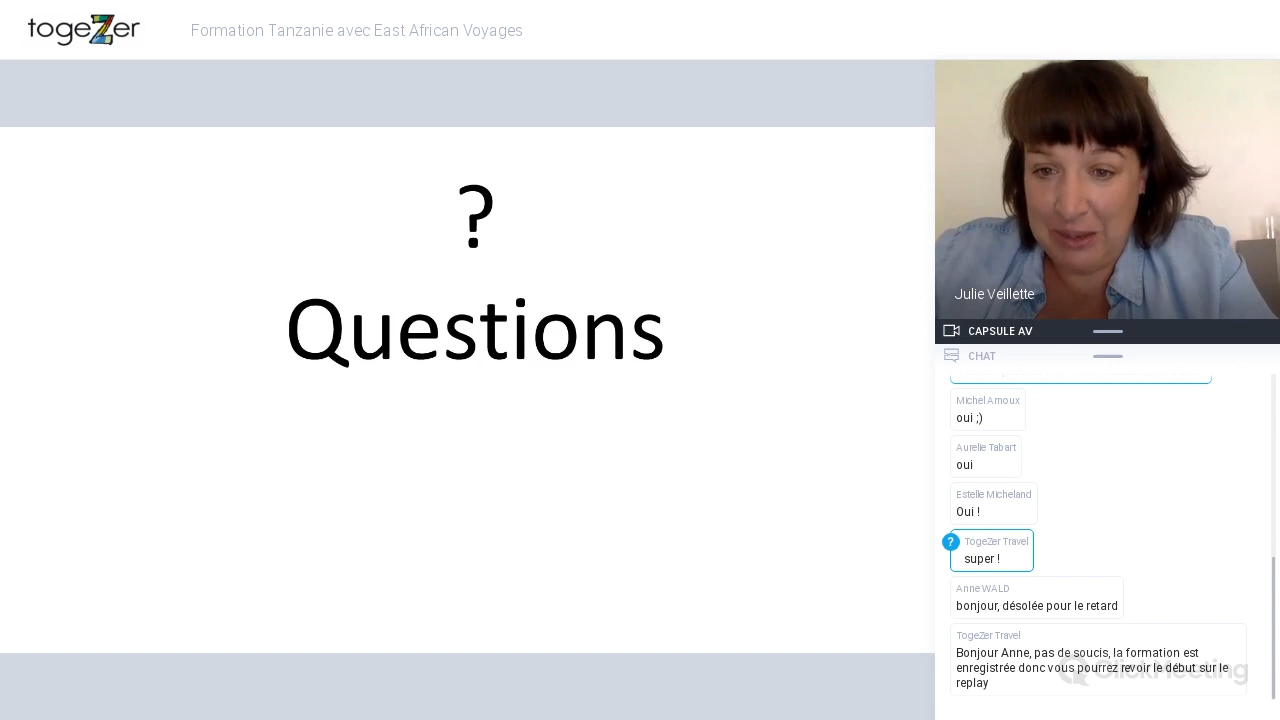 togeZer
Formation Tanzanie avec East African Voyages
?
Questions
Julie Veillette
CAPSULE AV
CHAT
Michel Arnoux
oui ;)
Aurelie Tabart
oui
Estelle Micheland
Oui !
?
TogeZer Travel
super !
Anne WALD
bonjour, désolée pour le retard
TogeZer Travel
Bonjour Anne, pas de soucis, la formation est
enregistrée donc vous pourrez revoir le début sur le
replay
ClickMeeting